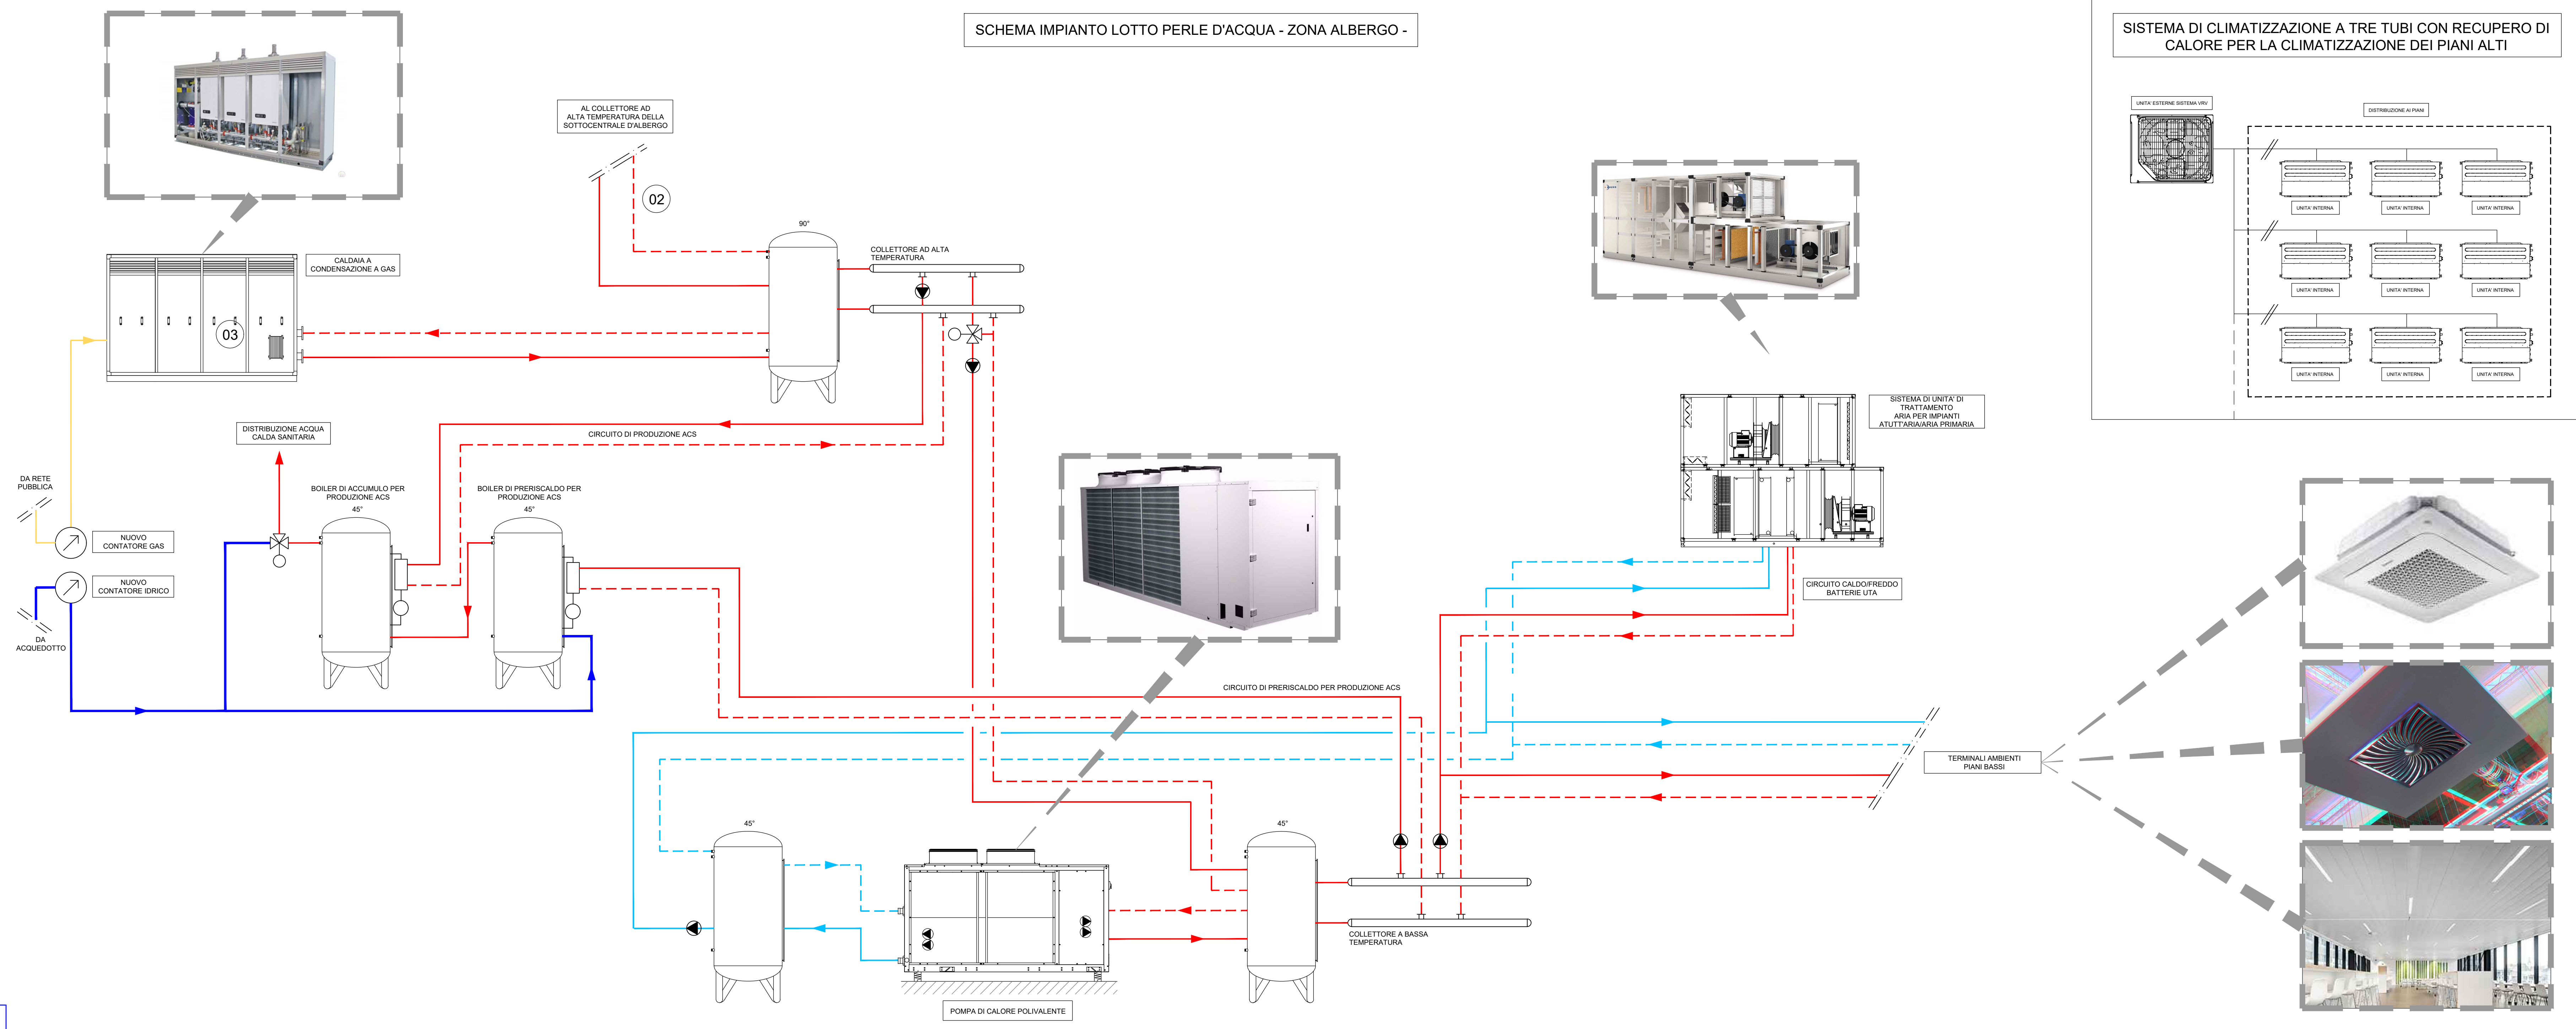 SCHEMA IMPIANTO LOTTO PERLE D'ACQUA - ZONA ALBERGO -
SISTEMA DI CLIMATIZZAZIONE A TRE TUBI CON RECUPERO DI
CALORE PER LA CLIMATIZZAZIONE DEI PIANI ALTI
UNITA' ESTERNE SISTEMA VRV
DISTRIBUZIONE AI PIANI
UNITA' INTERNA
UNITA' INTERNA
UNITA' INTERNA
UNITA' INTERNA
UNITA' INTERNA
UNITA' INTERNA
UNITA' INTERNA
UNITA' INTERNA
UNITA' INTERNA
AL COLLETTORE AD
ALTA TEMPERATURA DELLA
SOTTOCENTRALE D'ALBERGO
02
90°
COLLETTORE AD ALTA
TEMPERATURA
CALDAIA A
CONDENSAZIONE A GAS
03
DISTRIBUZIONE ACQUA
CALDA SANITARIA
CIRCUITO DI PRODUZIONE ACS
SISTEMA DI UNITA' DI
TRATTAMENTO
ARIA PER IMPIANTI
ATUTT'ARIA/ARIA PRIMARIA
DA RETE
PUBBLICA
BOILER DI ACCUMULO PER
PRODUZIONE ACS
45°
BOILER DI PRERISCALDO PER
PRODUZIONE ACS
45°
NUOVO
CONTATORE GAS
NUOVO
CONTATORE IDRICO
DA
ACQUEDOTTO
CIRCUITO CALDO/FREDDO
BATTERIE UTA
CIRCUITO DI PRERISCALDO PER PRODUZIONE ACS
TERMINALI AMBIENTI
PIANI BASSI
45°
45°
COLLETTORE A BASSA
TEMPERATURA
POMPA DI CALORE POLIVALENTE